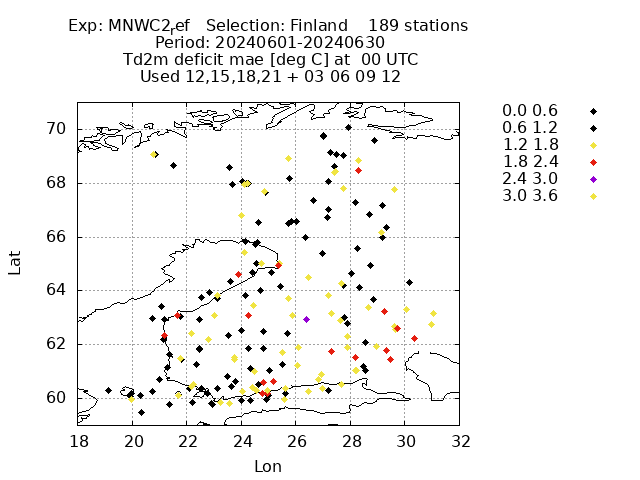 Exp: MNWC2ref Selection: Finland 189 stations
Period: 20240601-20240630
Td2m deficit mae [deg C] at 00 UTC
Used 12,15,18,21 + 03 06 09 12
0.0 0.6
0.6 1.2
1.2 1.8
1.8 2.4
2.4 3.0
3.0 3.6
70
68
66
64
62
60
Lat
18 20 22 24 26 28 30 32
Lon